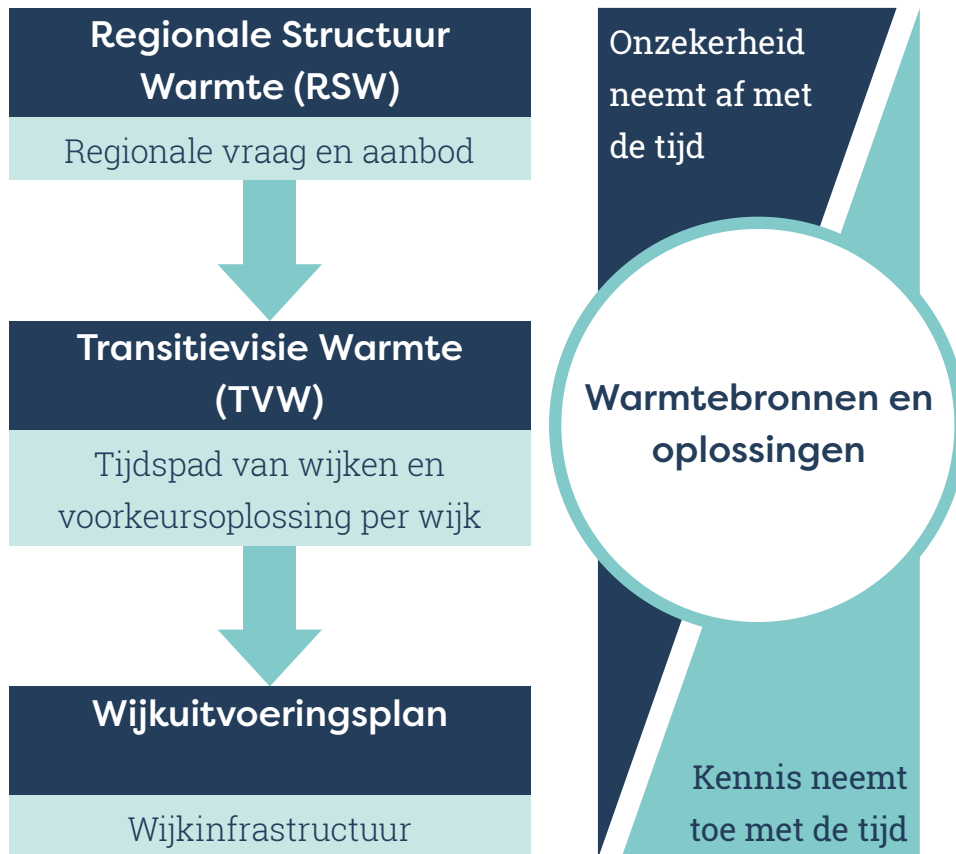 Regionale Structuur
Warmte (RSW)
Regionale vraag en aanbod
Transitievisie Warmte
(TVW)
Tijdspad van wijken en
voorkeursoplossing per wijk
Wijkuitvoeringsplan
Wijkinfrastructuur
Onzekerheid
neemt af met
de tijd
Warmtebronnen en
oplossingen
Kennis neemt
toe met de tijd